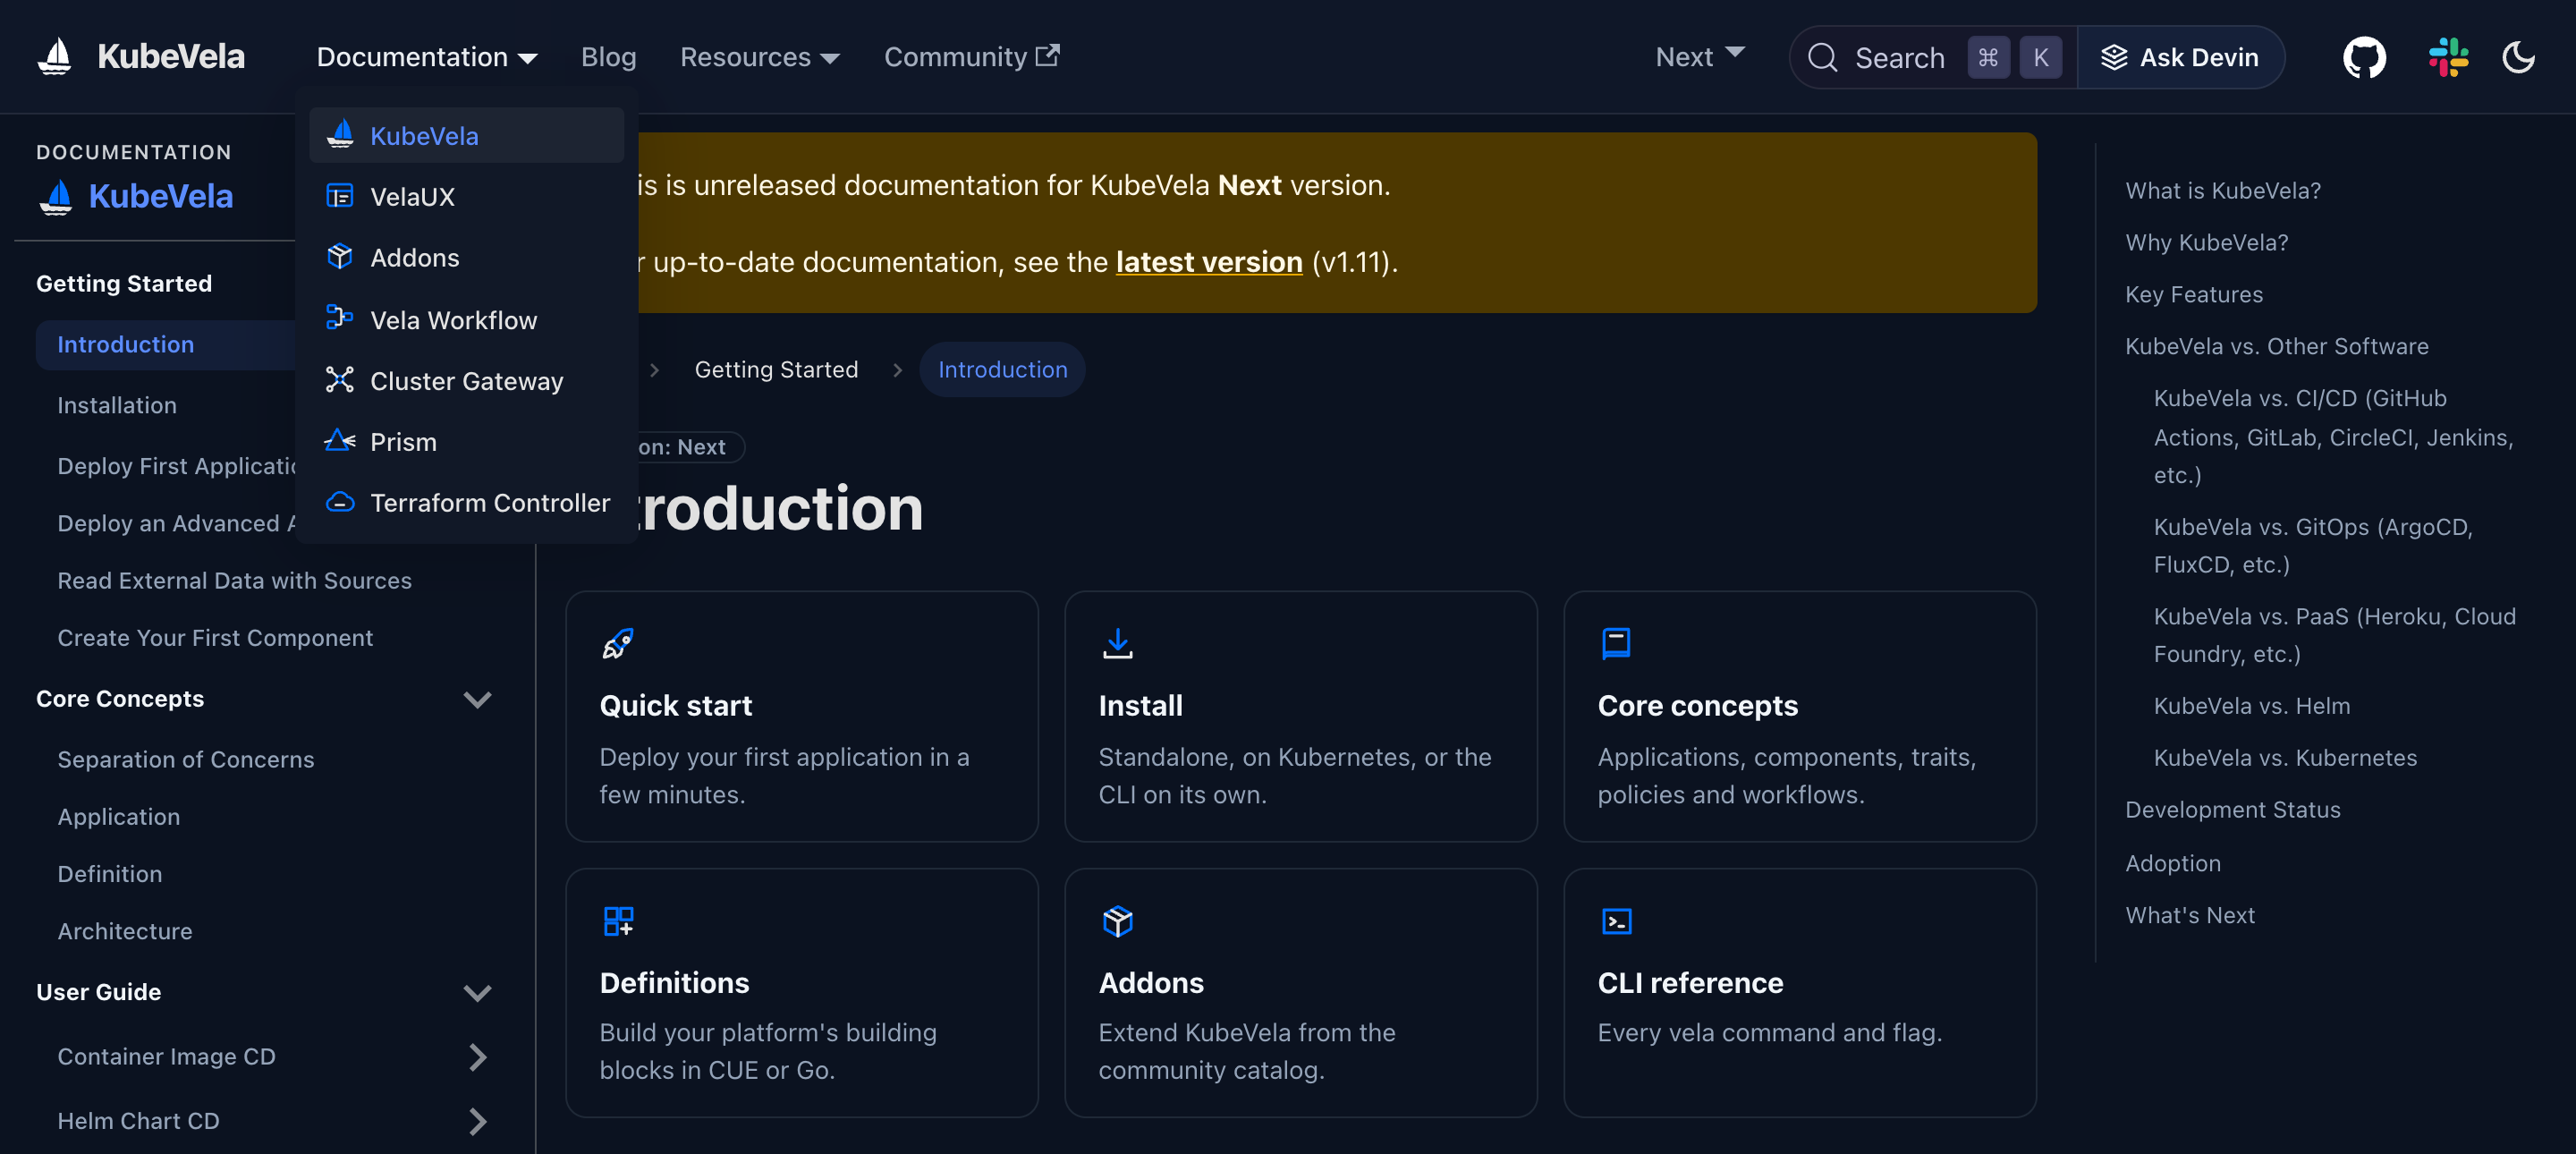 KubeVela
Documentation
Blog
Resources
Community
Next
Search ⌘ K
Ask Devin
DOCUMENTATION
KubeVela
Getting Started
Introduction
Installation
Deploy First
Deploy an Advanced
Read External Data with Sources
Create Your First Component
Core Concepts
Separation of Concerns
Application
Definition
Architecture
User Guide
Container Image CD
Helm Chart CD
KubeVela
VelaUX
Addons
Vela Workflow
Cluster Gateway
Prism
Terraform Controller
is unreleased documentation for KubeVela Next version.
up-to-date documentation, see the latest version (v1.11).
Getting Started
Introduction
Next
Quick start
Deploy your first application in a
few minutes.
Install
Standalone, on Kubernetes, or the
CLI on its own.
Core concepts
Applications, components, traits,
policies and workflows.
Definitions
Build your platform's building
blocks in CUE or Go.
Addons
Extend KubeVela from the
community catalog.
CLI reference
Every vela command and flag.
What is KubeVela?
Why KubeVela?
Key Features
KubeVela vs. Other Software
KubeVela vs. CI/CD (GitHub
Actions, GitLab, CircleCI, Jenkins,
etc.)
KubeVela vs. GitOps (ArgoCD,
FluxCD, etc.)
KubeVela vs. PaaS (Heroku, Cloud
Foundry, etc.)
KubeVela vs. Helm
KubeVela vs. Kubernetes
Development Status
Adoption
What's Next